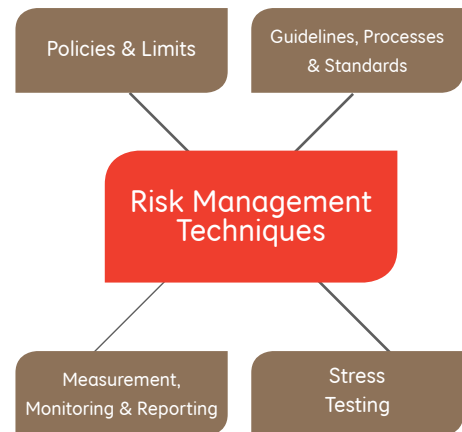 Policies & Limits
Guidelines, Processes
& Standards
Risk Management
Techniques
Measurement,
Monitoring & Reporting
Stress
Testing